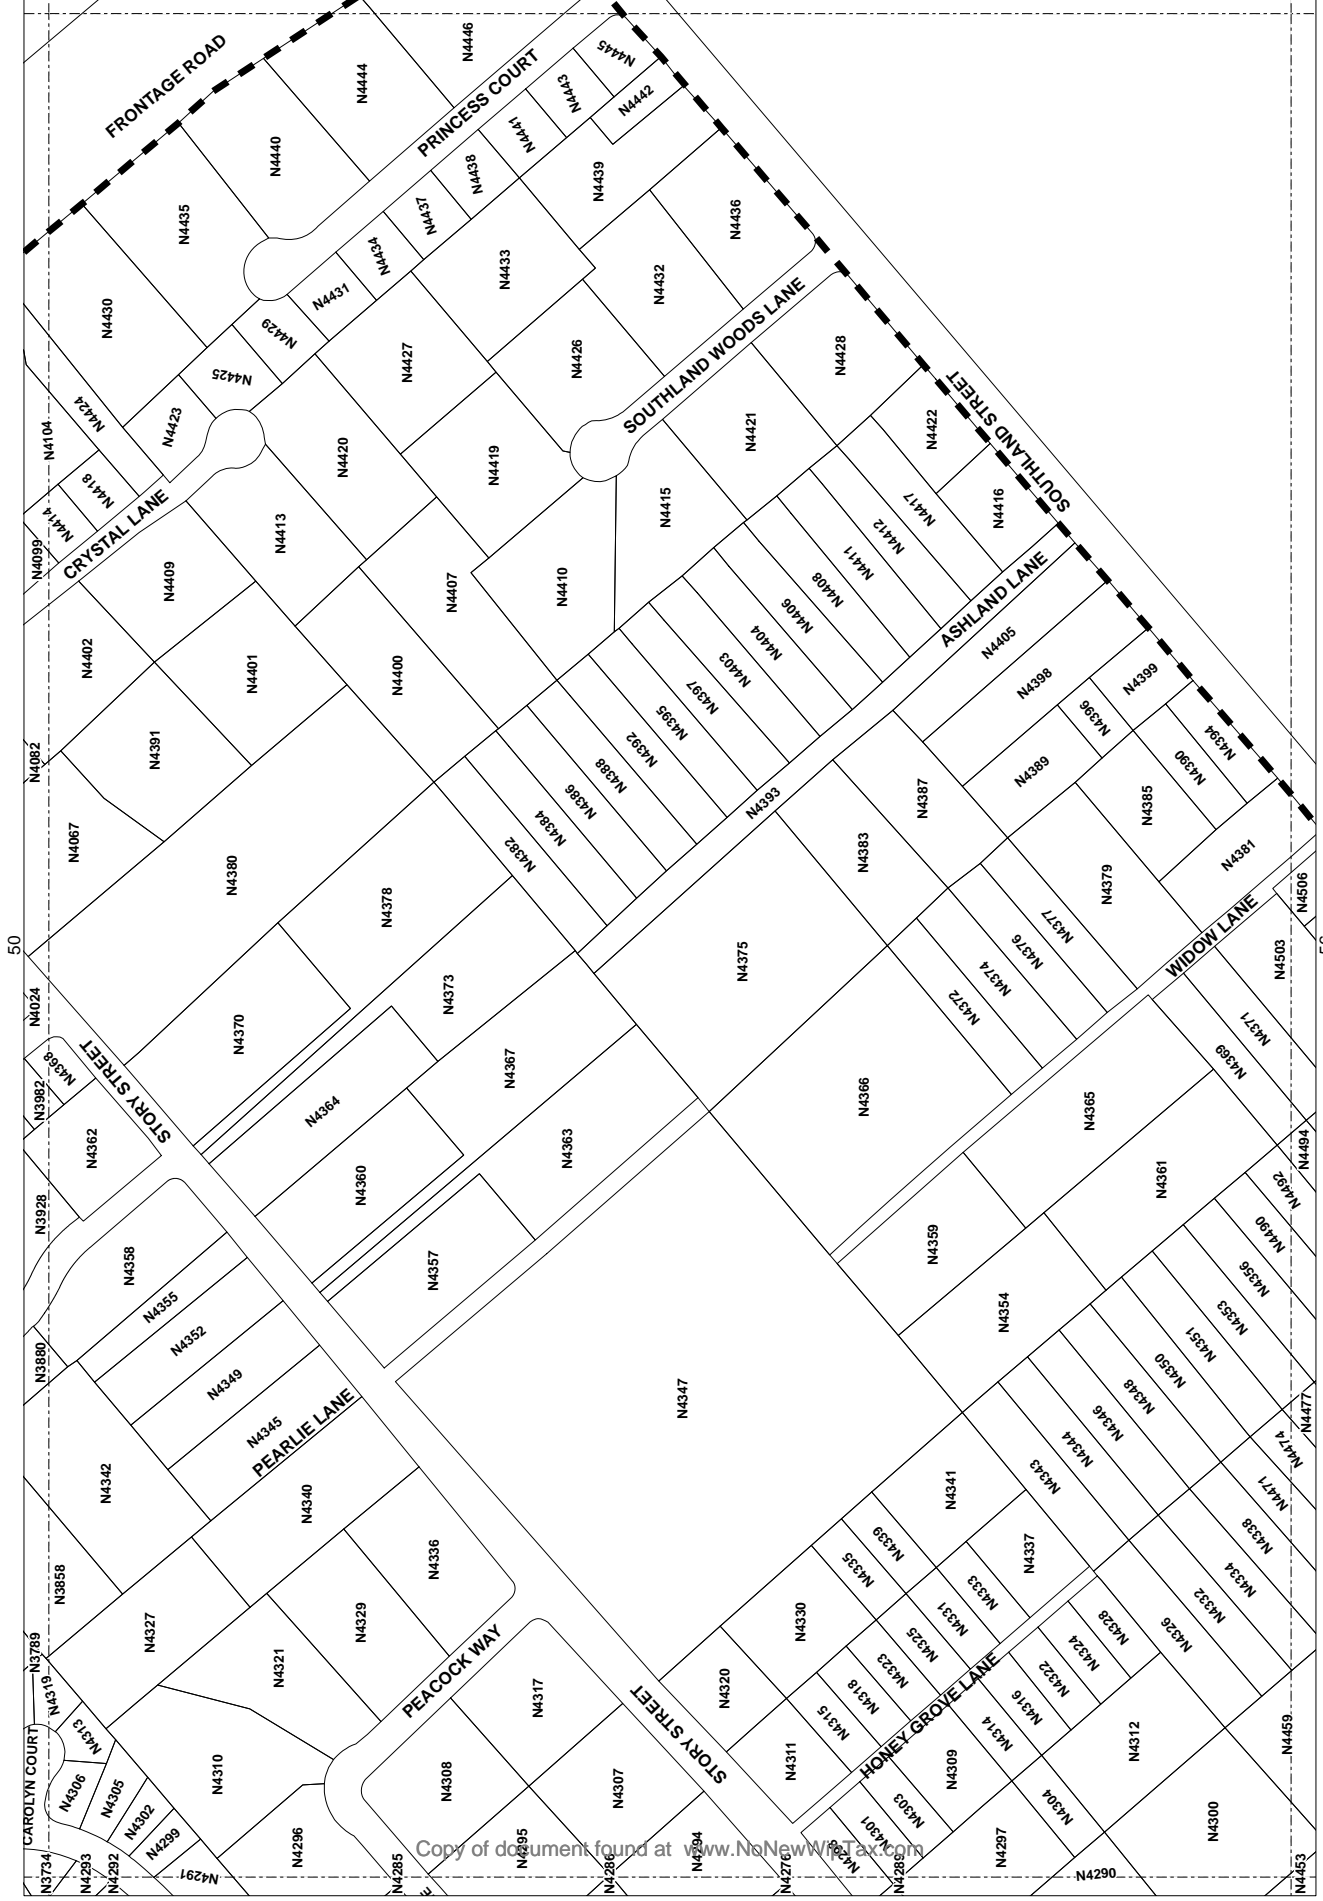 FRONTAGE ROAD
N4446
N4444
N4445
PRINCESS COURT
N4443
N4442
N4440
N4441
N4438
N4439
N4435
N4437
N4436
N4434
N4433
N4432
N4430
N4431
N4429
N4428
N4427
N4426
N4425
SOUTHLAND WOODS LANE
N4424
N4423
N4422
N4421
SOUTHLAND STREET
N4104
N4420
N4419
N4418
N4417
N4416
N4415
N4414
N4413
N4412
N4411
CRYSTAL LANE
N4099
N4409
N4410
N4408
N4407
N4406
ASHLAND LANE
N4405
N4404
N4403
N4402
N4401
N4400
N4399
N4398
N4397
N4396
N4395
N4394
N4082
N4391
N4392
N4393
N4390
N4389
N4388
N4387
N4386
N4385
N4384
N4383
N4382
N4381
N4067
N4380
N4379
N4378
N4377
N4376
N4375
N4374
N4373
N4372
N4506
WIDOW LANE
N4503
50
N4024
N4371
N4370
N4369
N4368
STORY STREET
N3982
N4367
N4366
N4365
N4364
N4363
N4362
N4361
N4360
N4494
N4492
N4490
N3928
N4359
N4358
N4357
N4356
N4355
N4354
N4353
N4352
N4351
N4350
N3880
N4349
N4348
N4347
N4346
N4345
PEARLIE LANE
N4344
N4343
N4477
N4474
N4471
N4342
N4341
N4340
N4339
N4338
N4337
N4336
N4335
N4334
N4333
N4332
N4331
N4330
N3858
N4329
N4328
N4327
N4326
N4325
N4324
N4323
N4322
N4321
N4320
N3789
N4319
N4318
N4317
N4316
N4315
N4314
N4313
N4312
N4311
N4310
PEACOCK WAY
STORY STREET
HONEY GROVE LANE
CAROLYN COURT
N4459
N4309
N4308
N4307
N4306
N4305
N4304
N4303
N4302
N4301
N4300
N4299
N4297
N4296
N4295
N4294
N3734
N4293
N4292
N4291
N4285
N4286
N4276
N4289
N4290
N4453
Copy of document found at www.NoNewWipTax.com